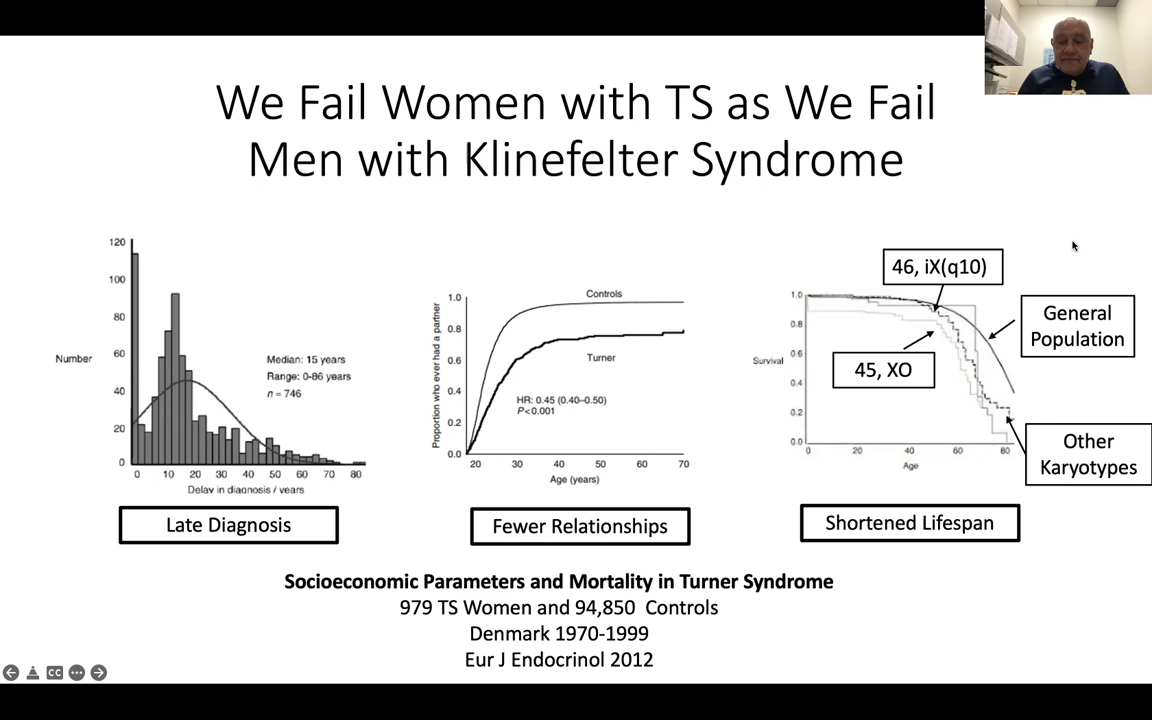 We Fail Women with TS as We Fail
Men with Klinefelter Syndrome
120
100
80
60
40
20
0
Number
Median: 15 years
Range: 0-86 years
n = 746
0 10 20 30 40 50 60 70 80
Delay in diagnosis / years
Late Diagnosis
Proportion who ever had a partner
1.0
0.8
0.6
0.4
0.2
0.0
Controls
Turner
HR: 0.45 (0.40–0.50)
P<0.001
20 30 40 50 60 70
Age (years)
Fewer Relationships
46, iX(q10)
General
Population
45, XO
Other
Karyotypes
Survival
1.0
0.8
0.6
0.4
0.2
0.0
0 20 40 60 80
Age
Shortened Lifespan
Socioeconomic Parameters and Mortality in Turner Syndrome
979 TS Women and 94,850 Controls
Denmark 1970-1999
Eur J Endocrinol 2012
CC